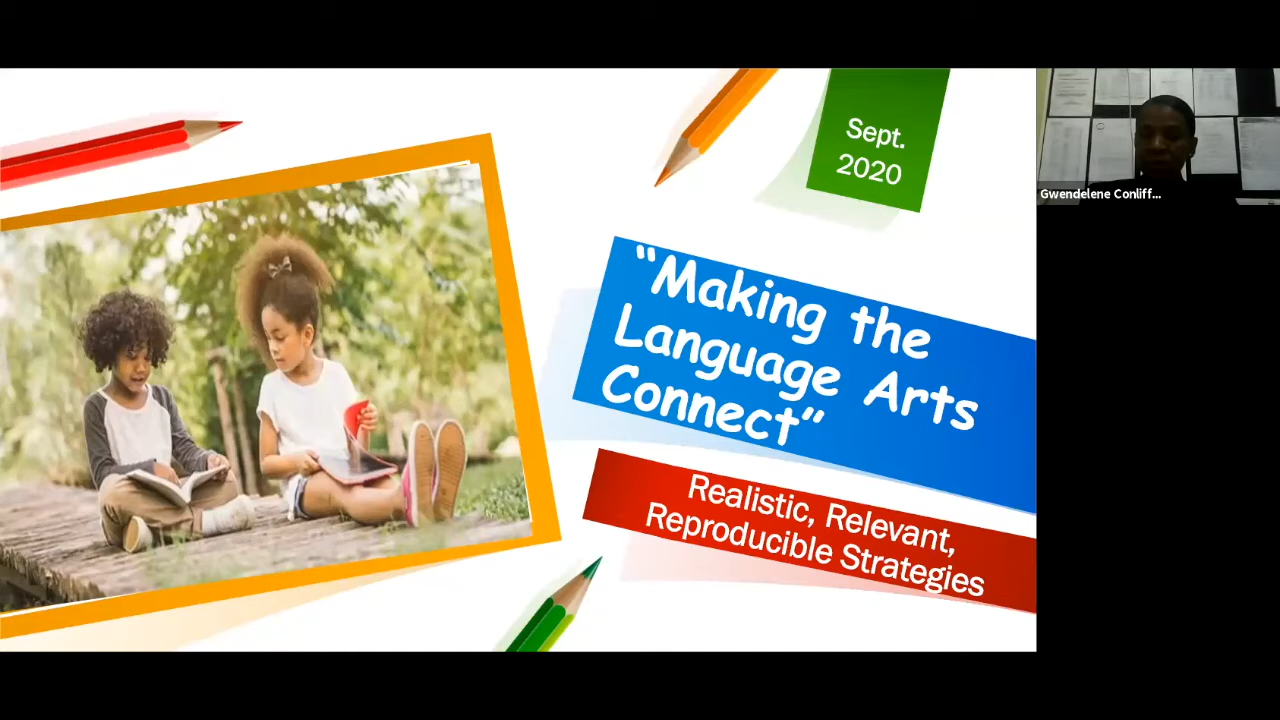 Sept.
2020
Gwendelene Conliff...
“Making the
Language Arts
Connect”
Realistic, Relevant,
Reproducible Strategies